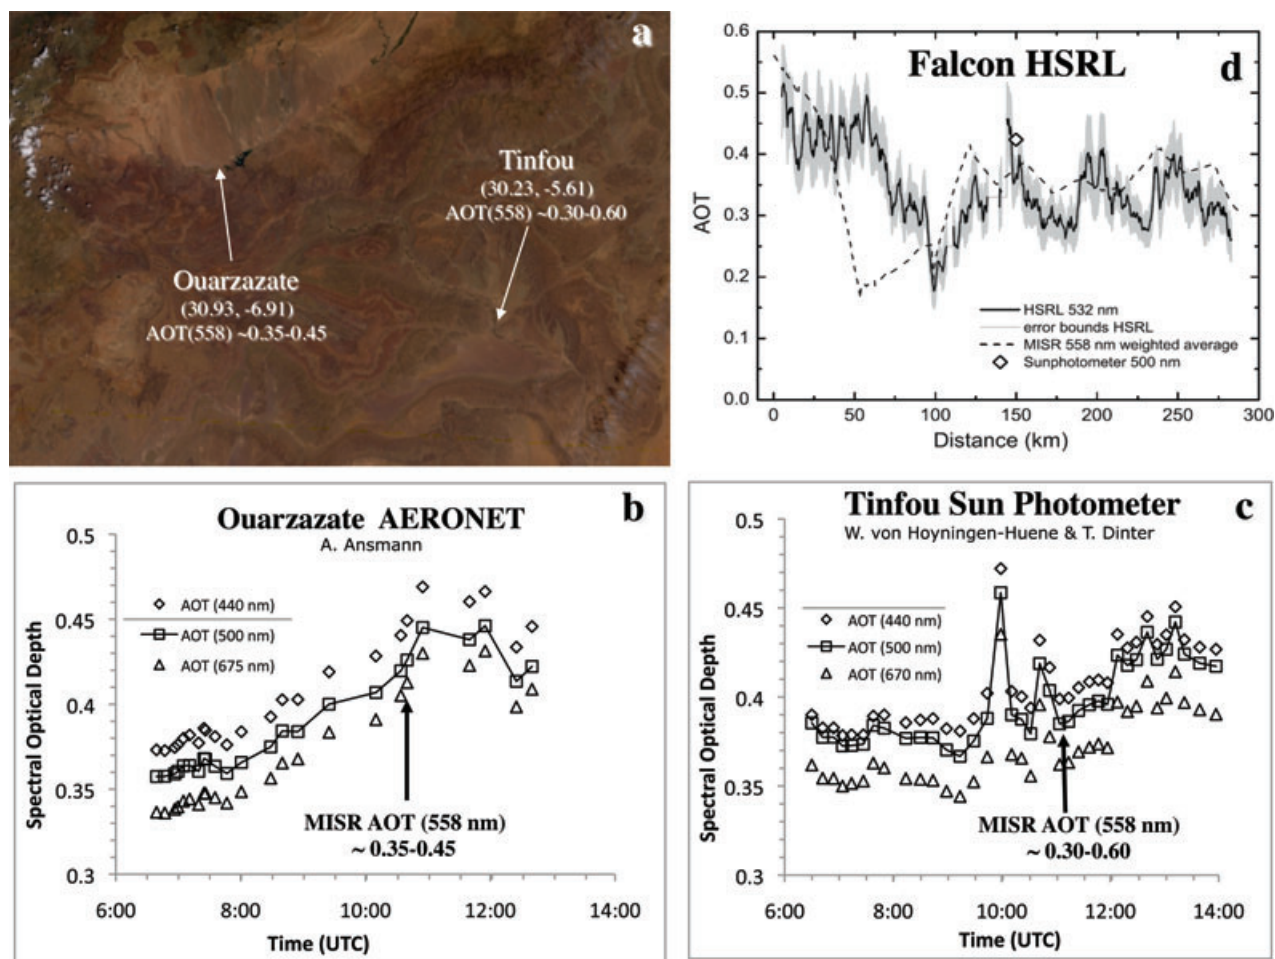 a
Tinfou
(30.23, -5.61)
AOT(558) ~0.30-0.60
Ouarzazate
(30.93, -6.91)
AOT(558) ~0.35-0.45
Falcon HSRL
d
0.6
0.5
0.4
0.3
0.2
0.1
0.0
AOT
HSRL 532 nm
error bounds HSRL
MISR 558 nm weighted average
Sunphotometer 500 nm
0 50 100 150 200 250 300
Distance (km)
Ouarzazate AERONET
b
A. Ansmann
0.5
0.45
0.4
0.35
0.3
Spectral Optical Depth
AOT (440 nm)
AOT (500 nm)
AOT (675 nm)
MISR AOT (558 nm)
~ 0.35-0.45
6:00 8:00 10:00 12:00 14:00
Time (UTC)
Tinfou Sun Photometer
c
W. von Hoyningen-Huene & T. Dinter
0.5
0.45
0.4
0.35
0.3
Spectral Optical Depth
AOT (440 nm)
AOT (500 nm)
AOT (670 nm)
MISR AOT (558 nm)
~ 0.30-0.60
6:00 8:00 10:00 12:00 14:00
Time (UTC)